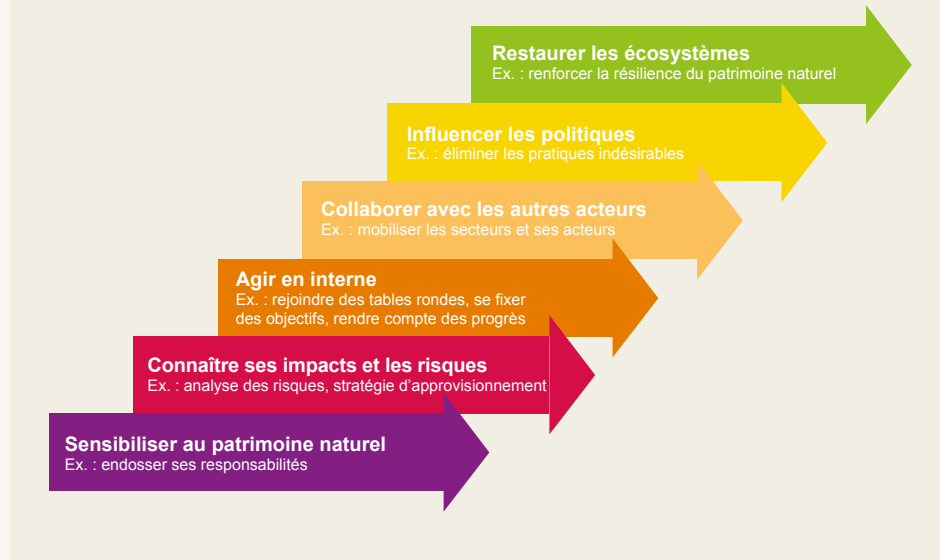 Restaurer les écosystèmes
Ex. : renforcer la résilience du patrimoine naturel
Influencer les politiques
Ex. : éliminer les pratiques indésirables
Collaborer avec les autres acteurs
Ex. : mobiliser les secteurs et ses acteurs
Agir en interne
Ex. : rejoindre des tables rondes, se fixer
des objectifs, rendre compte des progrès
Connaître ses impacts et les risques
Ex. : analyse des risques, stratégie d'approvisionnement
Sensibiliser au patrimoine naturel
Ex. : endosser ses responsabilités